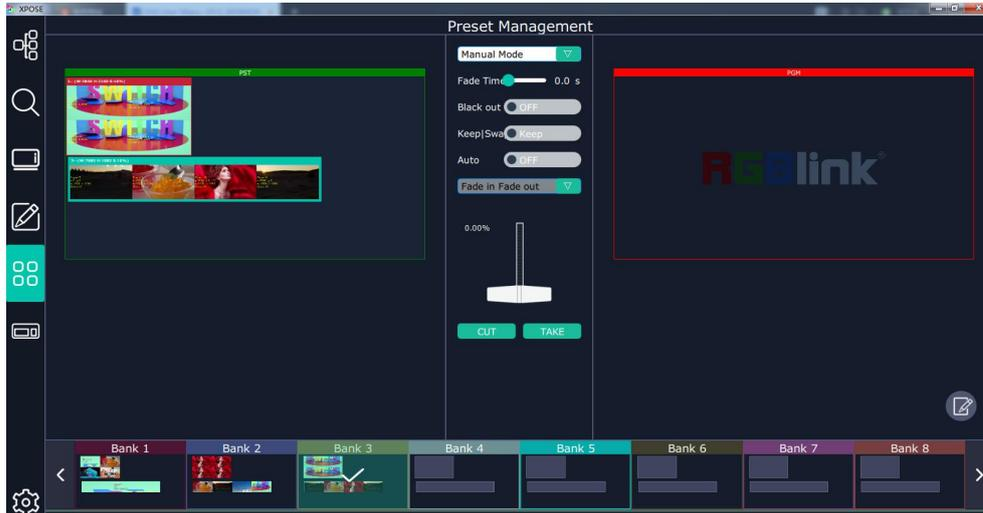 XPOSE
Preset Management
Manual Mode
Fade Time 0.0 s
Black out OFF
Keep|Swa Keep
Auto OFF
Fade in Fade out
0.00%
CUT TAKE
PST
SWITCH
PGM
RGBlink
Bank 1 Bank 2 Bank 3 Bank 4 Bank 5 Bank 6 Bank 7 Bank 8